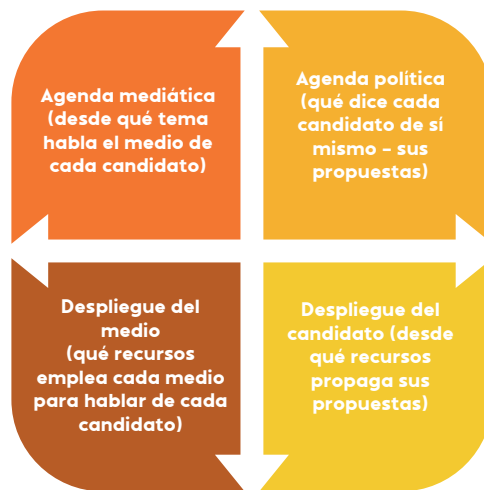 Agenda mediática
(desde qué tema
habla el medio de
cada candidato)
Agenda política
(qué dice cada
candidato de sí
mismo – sus
propuestas)
Despliegue del
medio
(qué recursos
emplea cada medio
para hablar de cada
candidato)
Despliegue del
candidato (desde
qué recursos
propaga sus
propuestas)